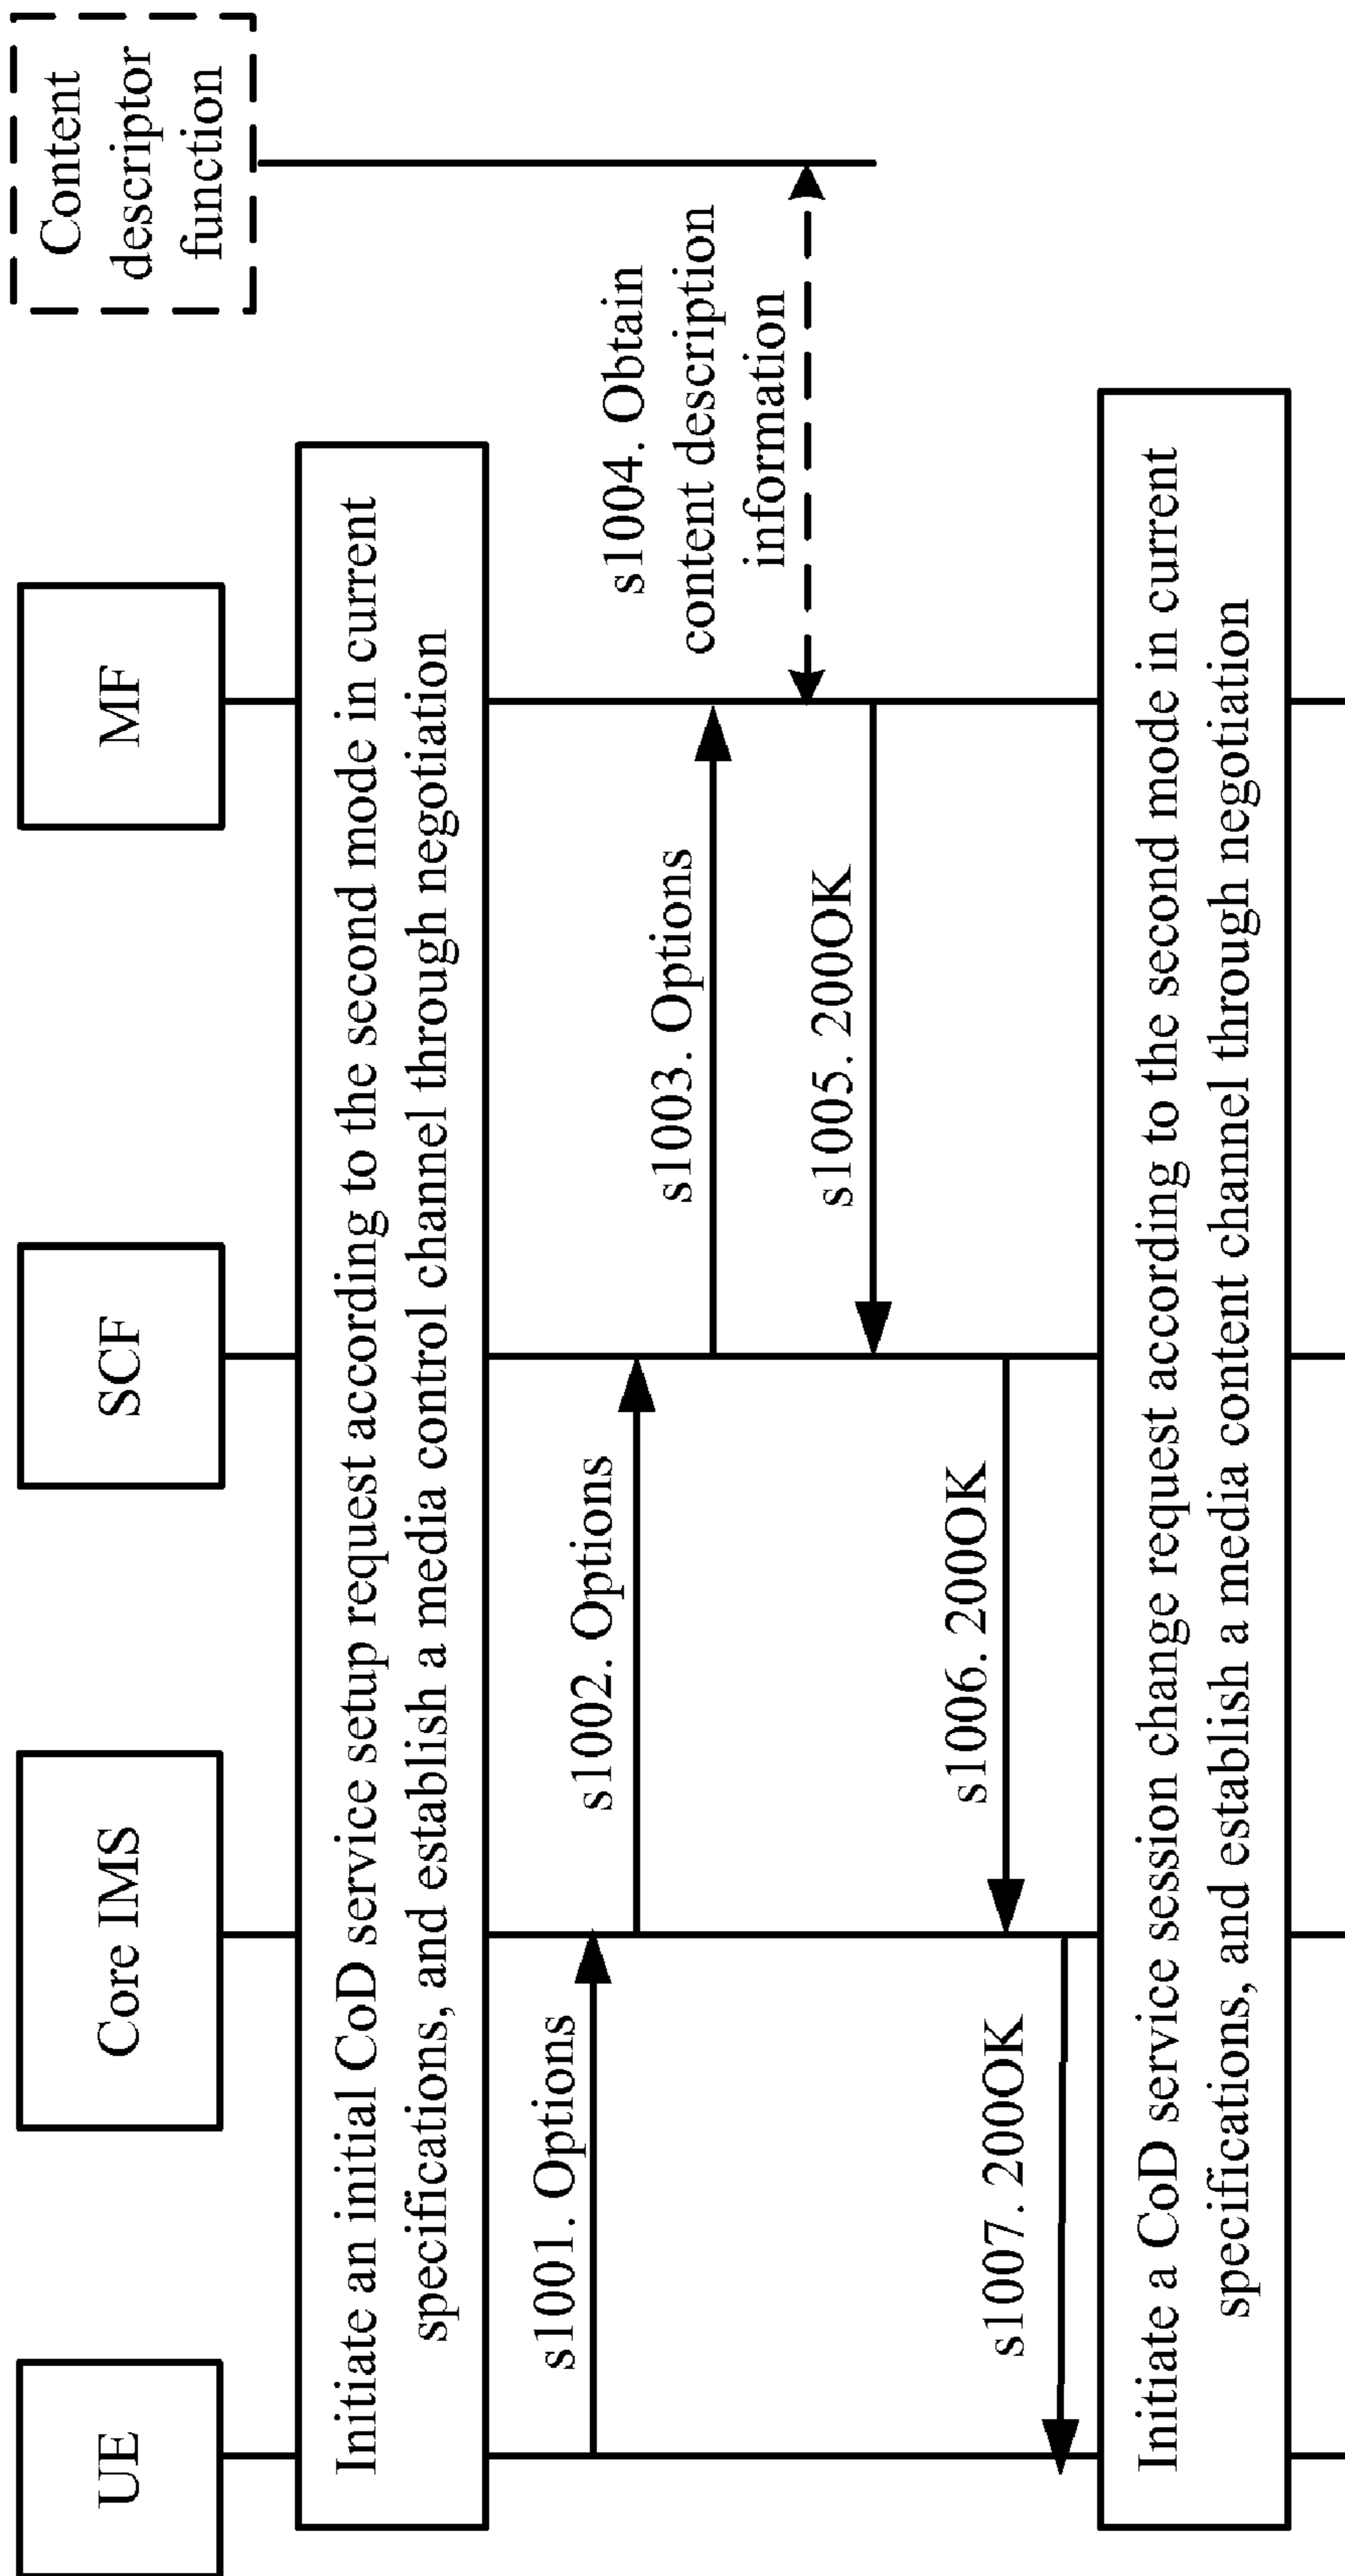 UE
Core IMS
SCF
MF
Content
descriptor
function
Initiate an initial CoD service setup request according to the second mode in current
specifications, and establish a media control channel through negotiation
s1001. Options
s1002. Options
s1003. Options
s1004. Obtain
content description
information
s1005. 200OK
s1006. 200OK
s1007. 200OK
Initiate a CoD service session change request according to the second mode in current
specifications, and establish a media content channel through negotiation